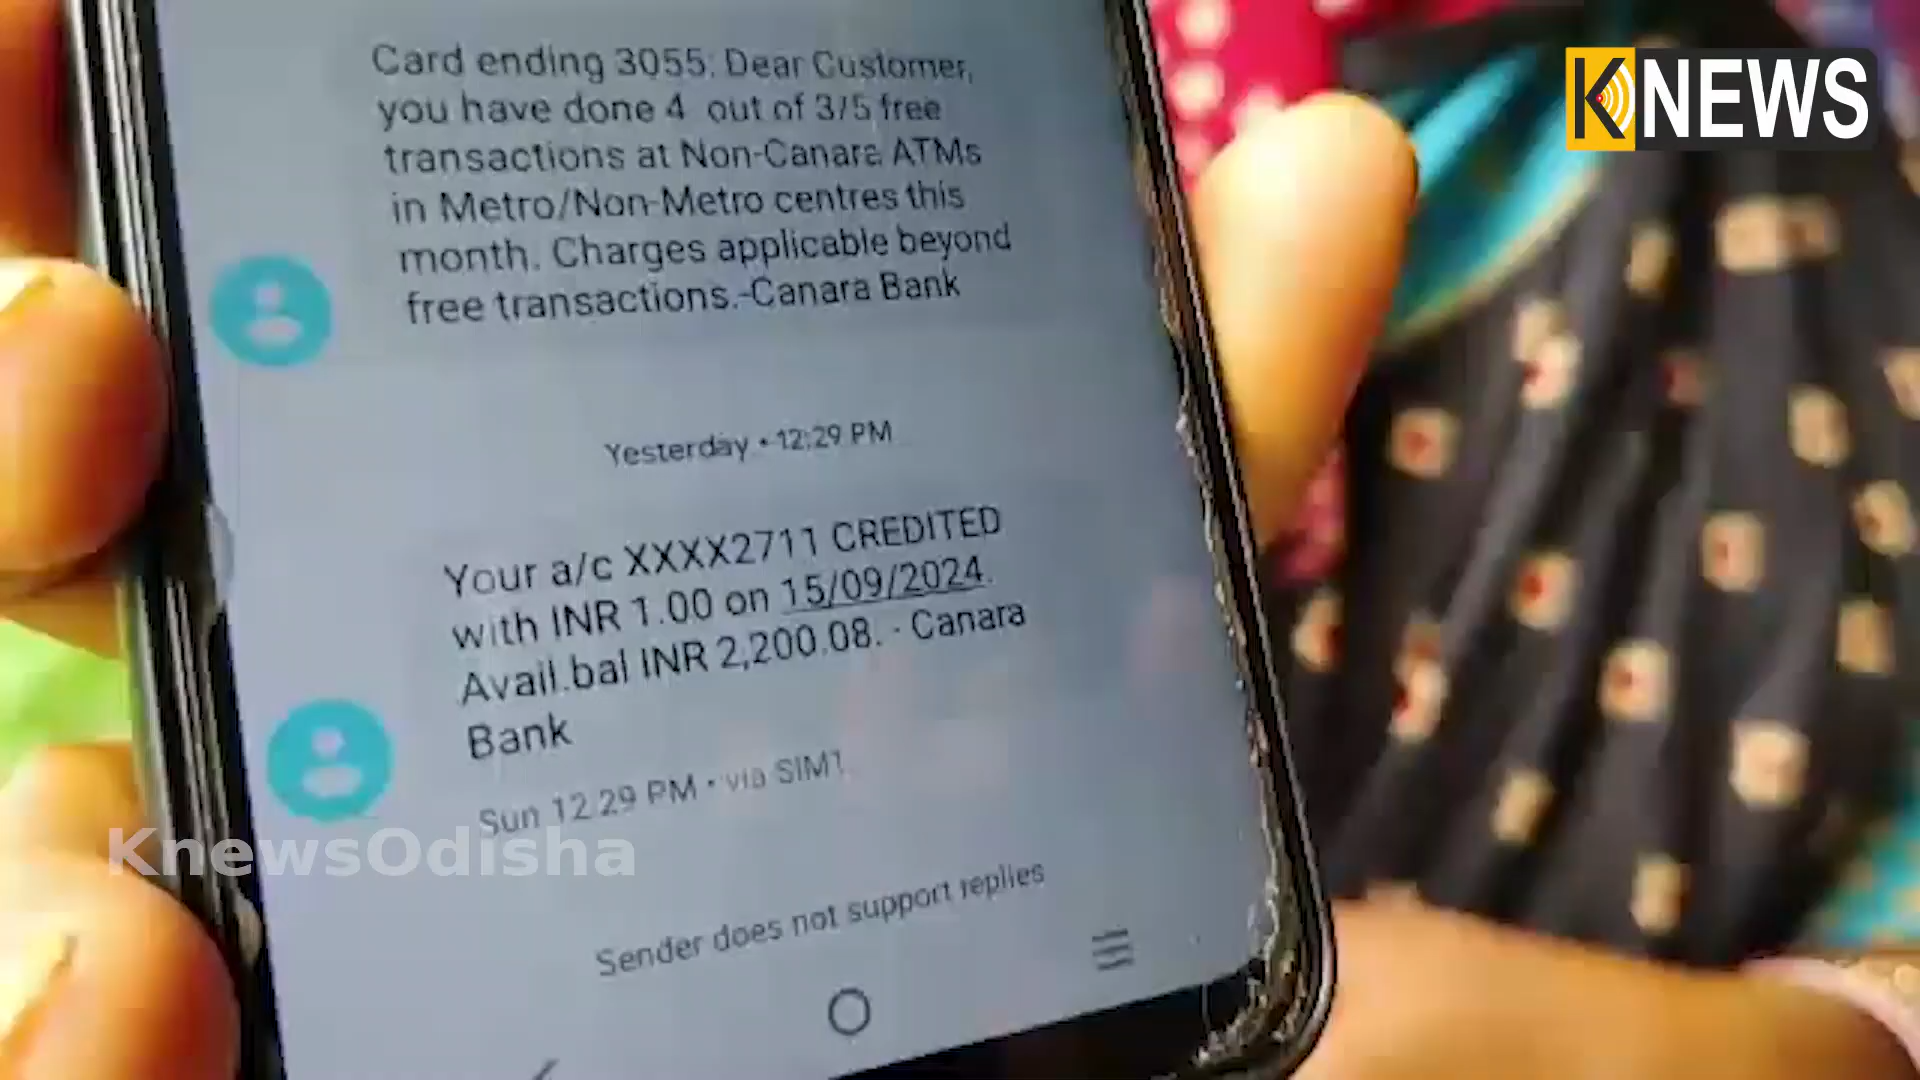 KNEWS
Card ending 3055: Dear Customer,
you have done 4 out of 3/5 free
transactions at Non-Canara ATMs
in Metro/Non-Metro centres this
month. Charges applicable beyond
free transactions.-Canara Bank
Yesterday • 12:29 PM
Your a/c XXXX2711 CREDITED
with INR 1.00 on 15/09/2024.
Avail.bal INR 2,200.08. - Canara
Bank
Sun 12:29 PM • via SIM1
KnewsOdisha
Sender does not support replies